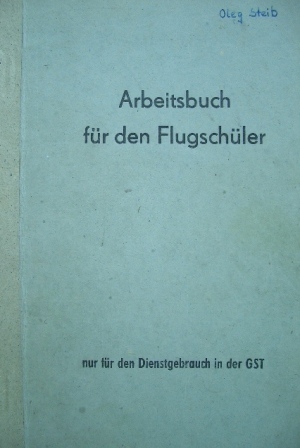 Oleg Steib
Arbeitsbuch
für den Flugschüler
nur für den Dienstgebrauch in der GST